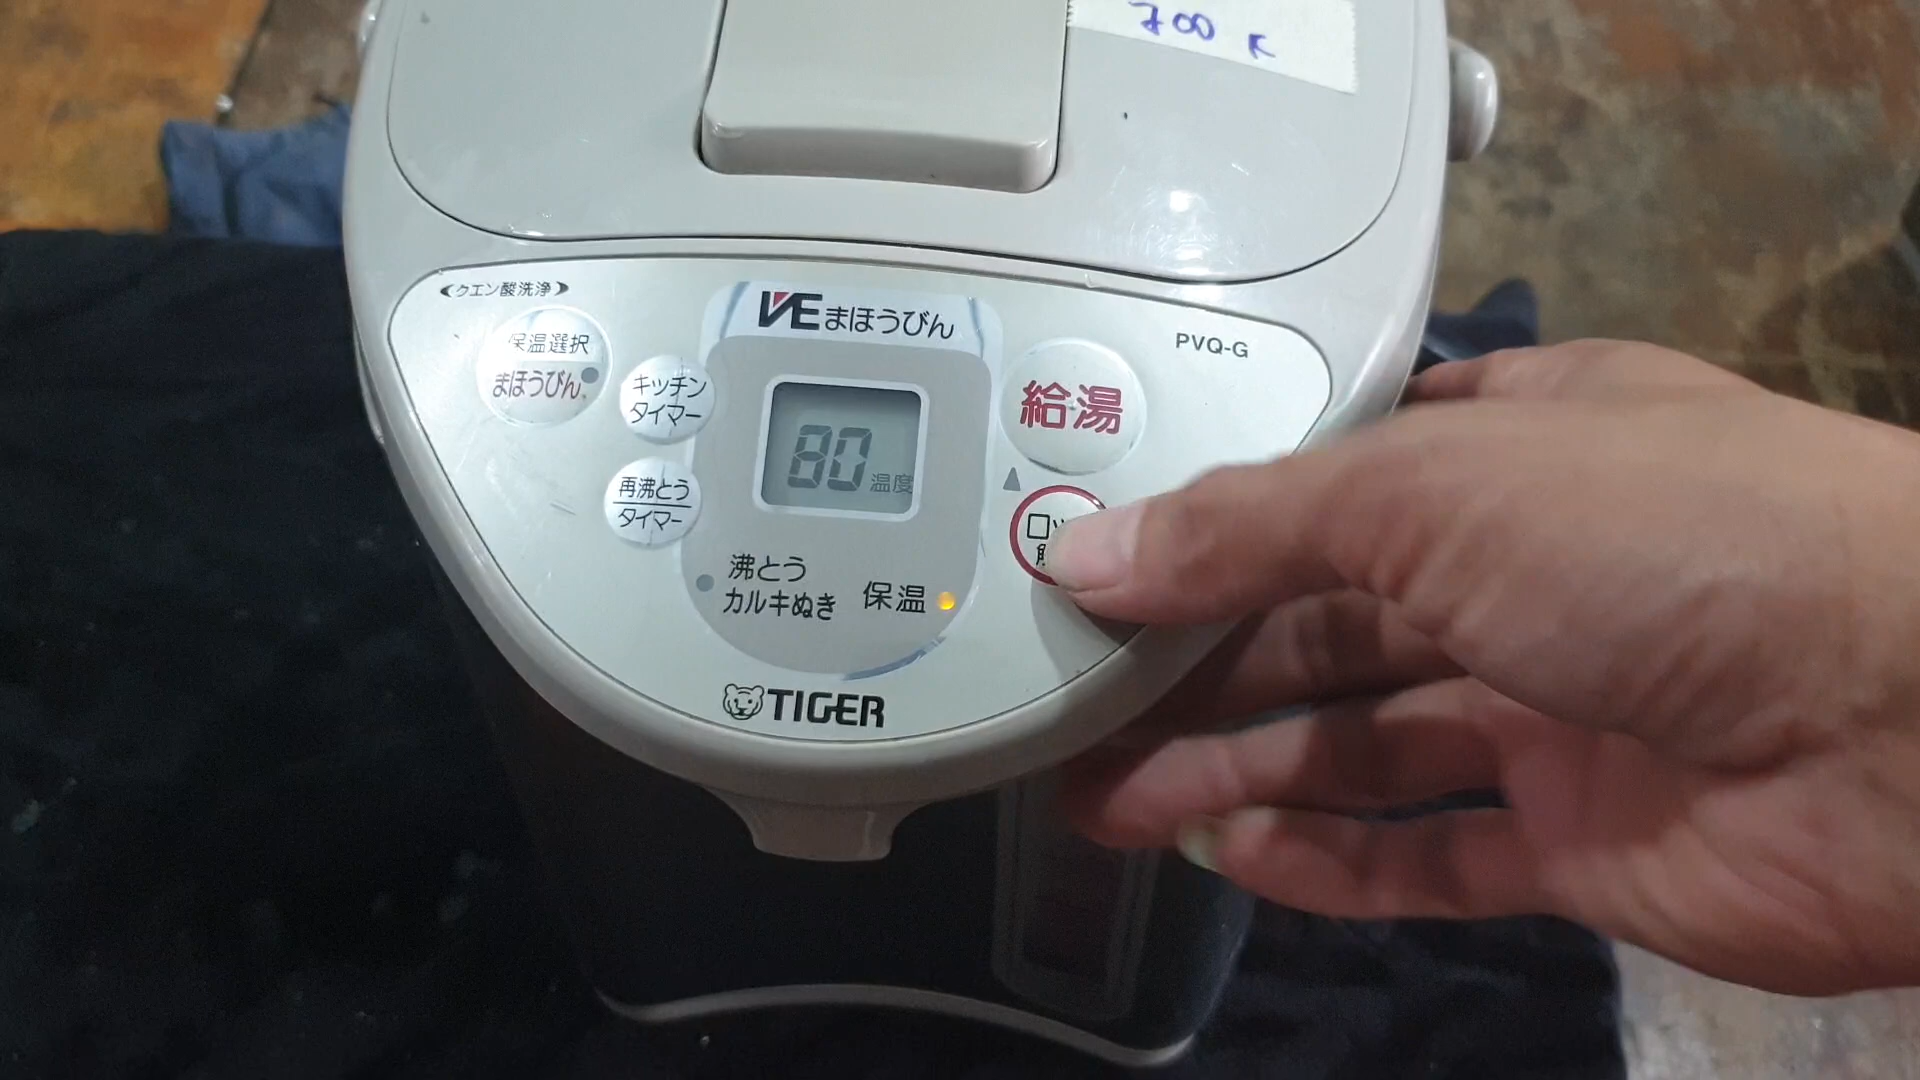 700 K
クエン酸洗浄
保温選択
まほうびん
キッチン
タイマー
再沸とう
タイマー
VEまほうびん
80 温度
沸とう
カルキぬき
保温
PVQ-G
給湯
ロッ
TIGER